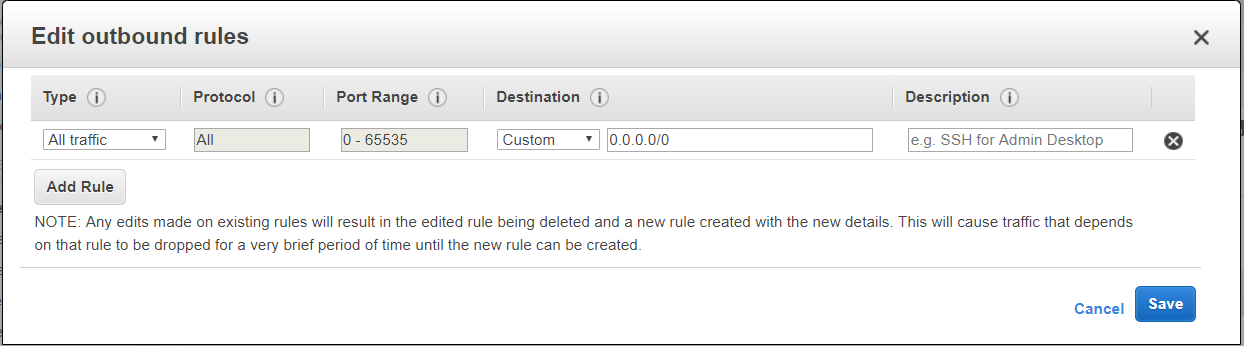 Edit outbound rules
Type Protocol Port Range Destination Description
All traffic All 0 - 65535 Custom 0.0.0.0/0 e.g. SSH for Admin Desktop
Add Rule
NOTE: Any edits made on existing rules will result in the edited rule being deleted and a new rule created with the new details. This will cause traffic that depends
on that rule to be dropped for a very brief period of time until the new rule can be created.
Cancel Save